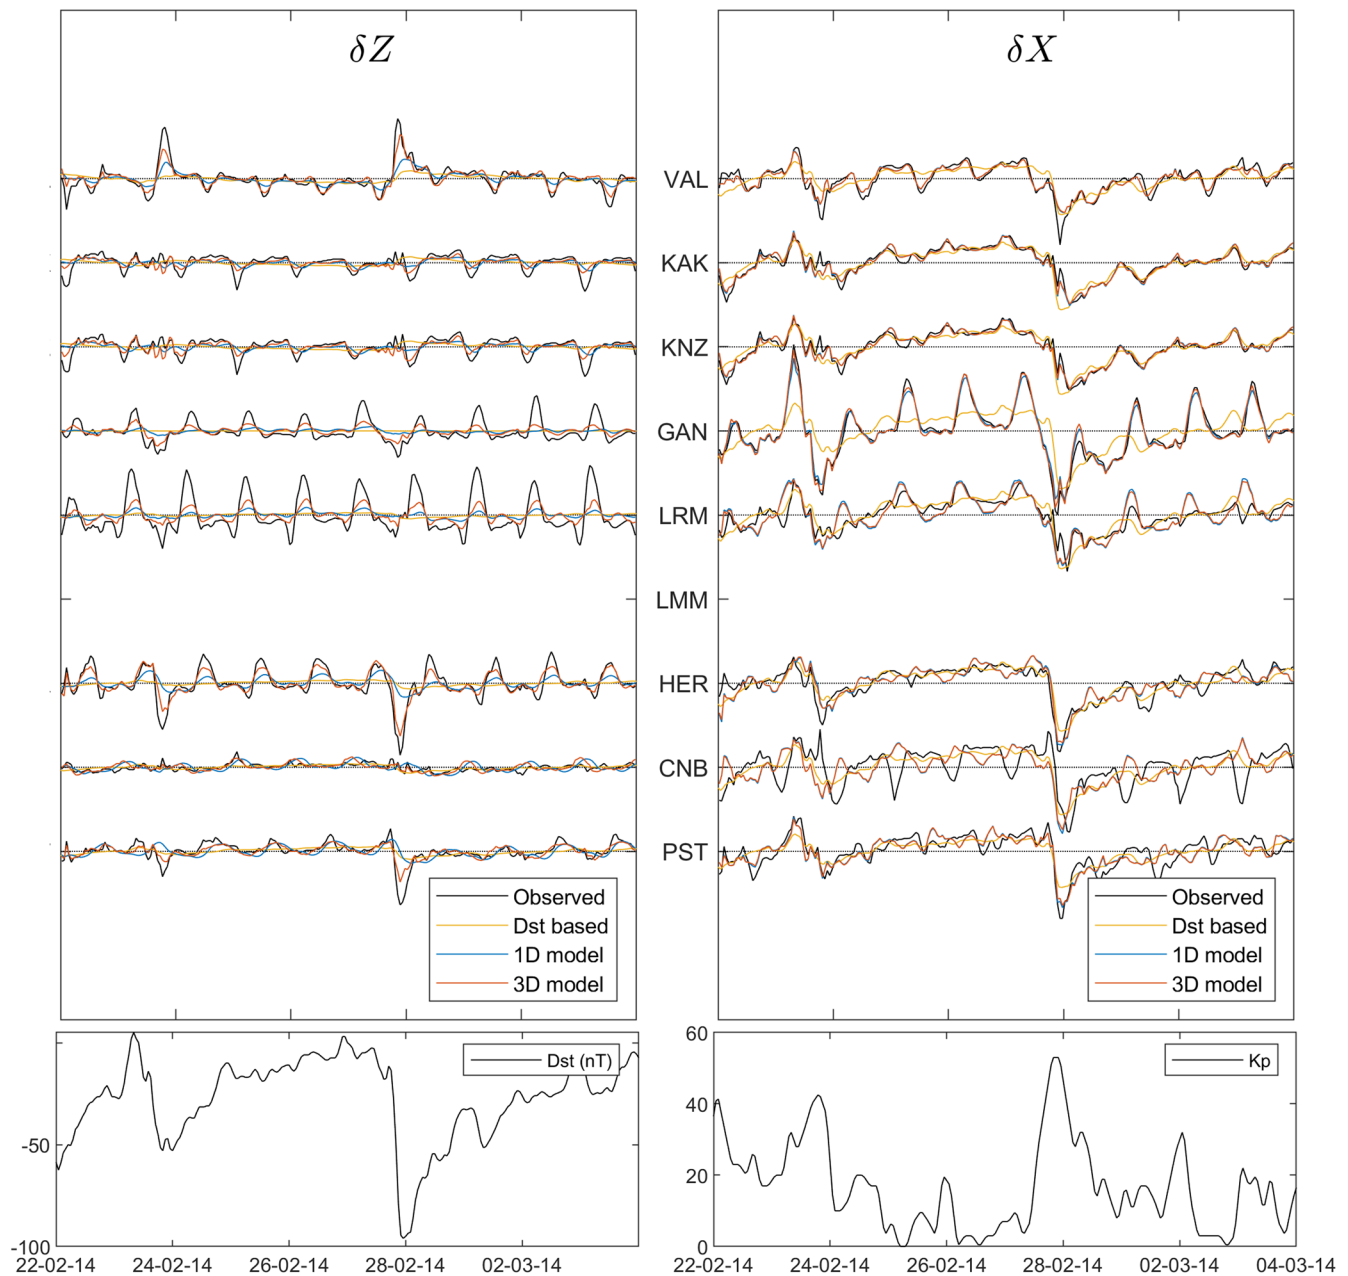 δZ
δX
VAL
KAK
KNZ
GAN
LRM
LMM
HER
CNB
PST
Observed
Dst based
1D model
3D model
Observed
Dst based
1D model
3D model
Dst (nT)
-50
-100
22-02-14 24-02-14 26-02-14 28-02-14 02-03-14
Kp
60
40
20
0
22-02-14 24-02-14 26-02-14 28-02-14 02-03-14 04-03-14